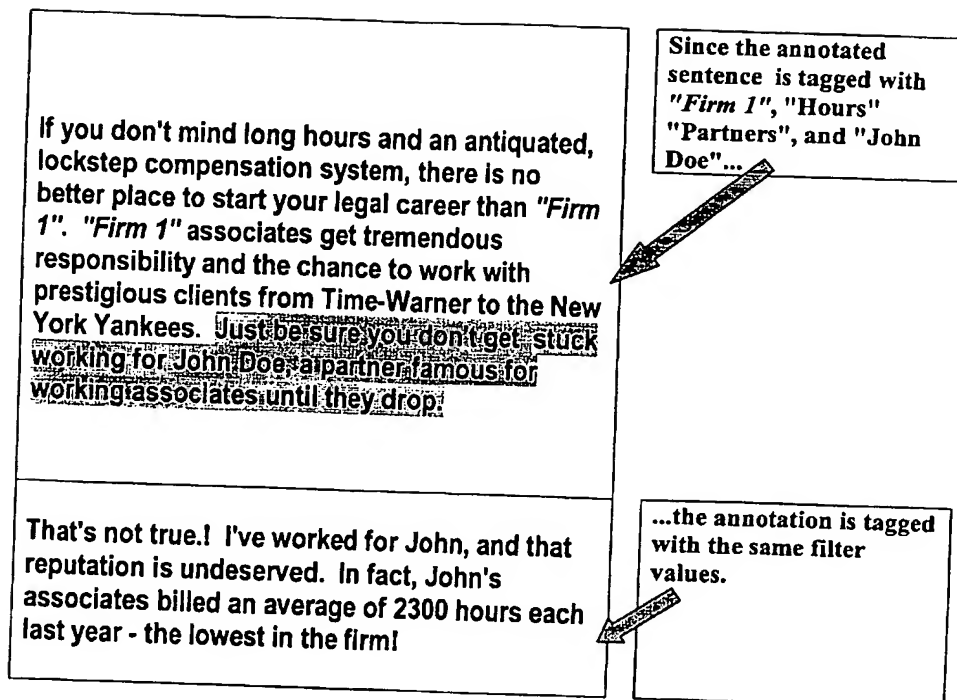 If you don't mind long hours and an antiquated,
lockstep compensation system, there is no
better place to start your legal career than "Firm
1". "Firm 1" associates get tremendous
responsibility and the chance to work with
prestigious clients from Time-Warner to the New
York Yankees. Just be sure you don't get stuck
working for John Doe, a partner famous for
working associates until they drop.
Since the annotated
sentence is tagged with
"Firm 1", "Hours"
"Partners", and "John
Doe"...
That's not true.! I've worked for John, and that
reputation is undeserved. In fact, John's
associates billed an average of 2300 hours each
last year - the lowest in the firm!
...the annotation is tagged
with the same filter
values.